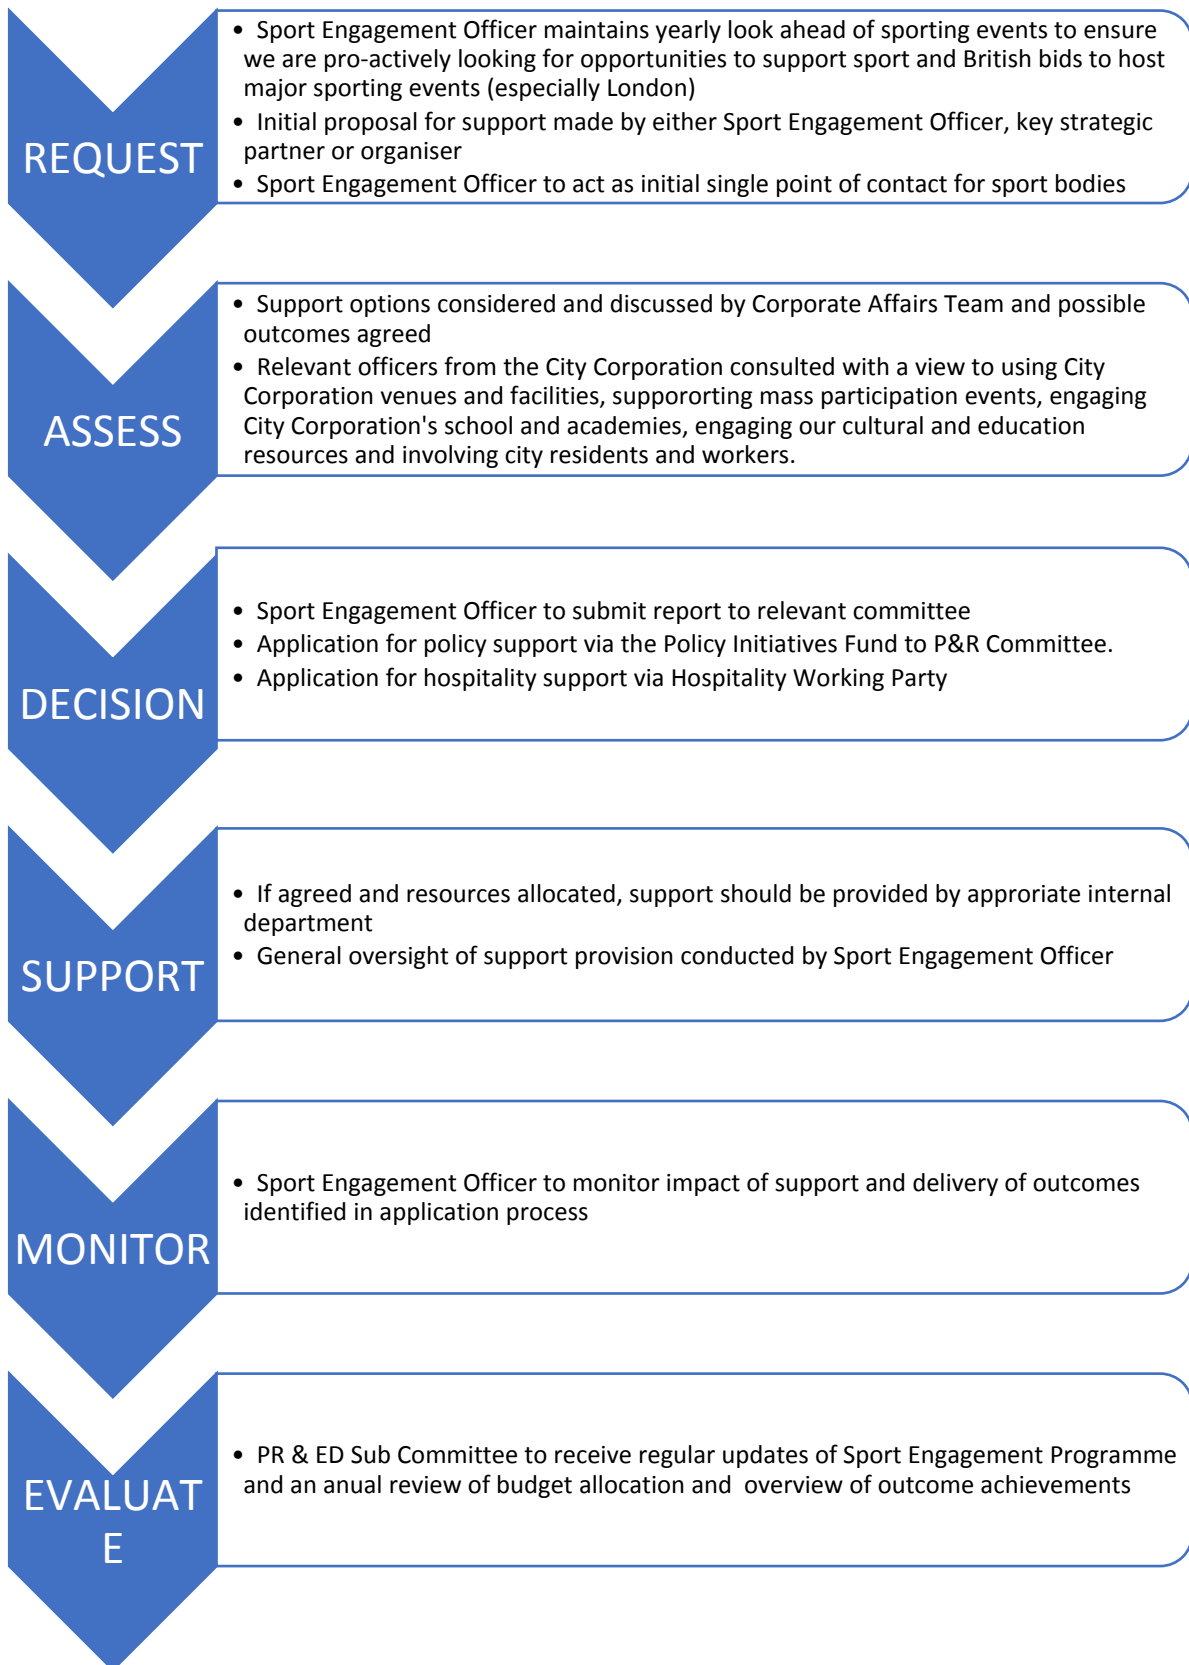 REQUEST
• Sport Engagement Officer maintains yearly look ahead of sporting events to ensure
we are pro-actively looking for opportunities to support sport and British bids to host
major sporting events (especially London)
• Initial proposal for support made by either Sport Engagement Officer, key strategic
partner or organiser
• Sport Engagement Officer to act as initial single point of contact for sport bodies
ASSESS
• Support options considered and discussed by Corporate Affairs Team and possible
outcomes agreed
• Relevant officers from the City Corporation consulted with a view to using City
Corporation venues and facilities, suppororting mass participation events, engaging
City Corporation's school and academies, engaging our cultural and education
resources and involving city residents and workers.
DECISION
• Sport Engagement Officer to submit report to relevant committee
• Application for policy support via the Policy Initiatives Fund to P&R Committee.
• Application for hospitality support via Hospitality Working Party
SUPPORT
• If agreed and resources allocated, support should be provided by approriate internal
department
• General oversight of support provision conducted by Sport Engagement Officer
MONITOR
• Sport Engagement Officer to monitor impact of support and delivery of outcomes
identified in application process
EVALUAT
E
• PR & ED Sub Committee to receive regular updates of Sport Engagement Programme
and an anual review of budget allocation and  overview of outcome achievements